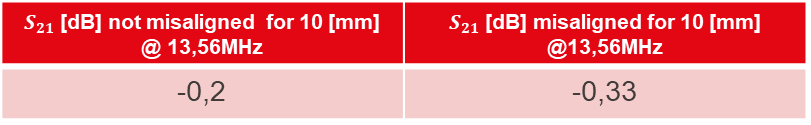 S₂₁ [dB] not misaligned for 10 [mm]
@ 13,56MHz
S₂₁ [dB] misaligned for 10 [mm]
@13,56MHz
-0,2
-0,33